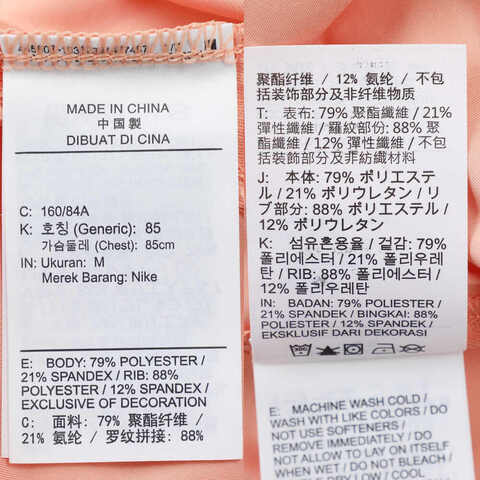 MADE IN CHINA
中 国 製
DIBUAT DI CINA
C: 160/84A
K: 호칭 (Generic): 85
가슴둘레 (Chest): 85cm
IN: Ukuran: M
Merek Barang: Nike
E: BODY: 79% POLYESTER /
21% SPANDEX / RIB: 88%
POLYESTER / 12% SPANDEX /
EXCLUSIVE OF DECORATION
C: 面料: 79% 聚酯纤维 /
21% 氨纶 / 罗纹拼接: 88%
聚酯纤维 / 12% 氨纶 / 不包
括装饰部分及非纤维物质
T: 表布: 79% 聚酯纖維 / 21%
彈性纖維 / 羅紋部份: 88% 聚
酯纖維 / 12% 彈性纖維 / 不包
括裝飾部分及非紡織材料
J: 本体: 79% ポリエステ
ル / 21% ポリウレタン / リ
ブ部分: 88% ポリエステル /
12% ポリウレタン
K: 섬유혼용율 / 겉감: 79%
폴리에스터 / 21% 폴리우레
탄 / RIB: 88% 폴리에스터 /
12% 폴리우레탄
IN: BADAN: 79% POLIESTER /
21% SPANDEKS / BINGKAI: 88%
POLIESTER / 12% SPANDEK /
EKSKLUSIF DARI DEKORASI
E: MACHINE WASH COLD /
WASH WITH LIKE COLORS / DO
NOT USE SOFTENERS /
REMOVE IMMEDIATELY / DO
NOT ALLOW TO LAY ON ITSELF
WHEN WET / DO NOT BLEACH /
DRY LOW / COOL